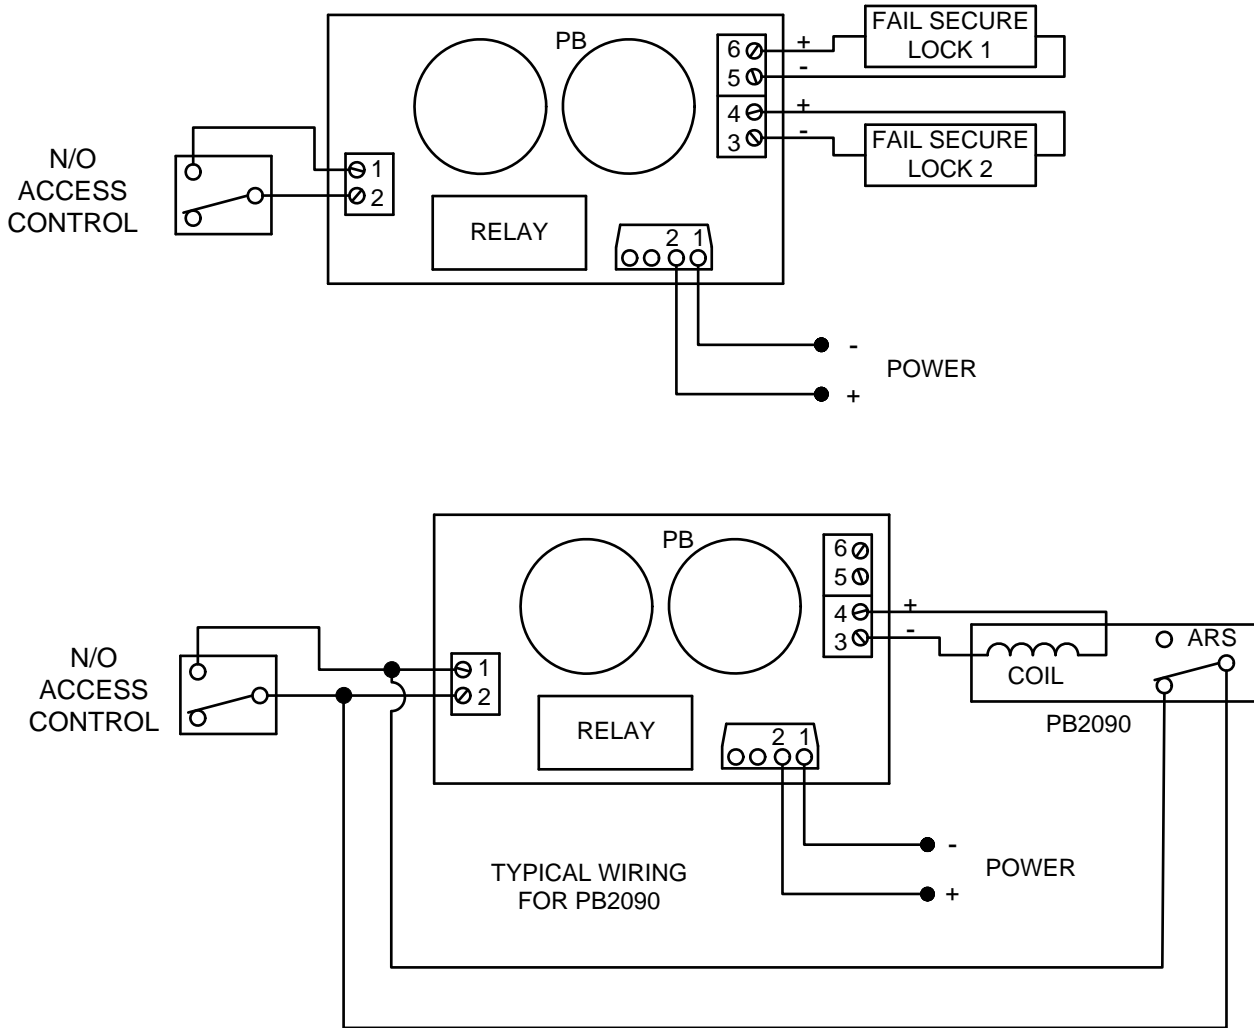 PB
6
5
4
3
+
-
+
-
FAIL SECURE
LOCK 1
FAIL SECURE
LOCK 2
N/O
ACCESS
CONTROL
1
2
RELAY
2 1
-
POWER
+
PB
6
5
4
3
+
-
ARS
COIL
PB2090
N/O
ACCESS
CONTROL
1
2
RELAY
2 1
-
POWER
+
TYPICAL WIRING
FOR PB2090